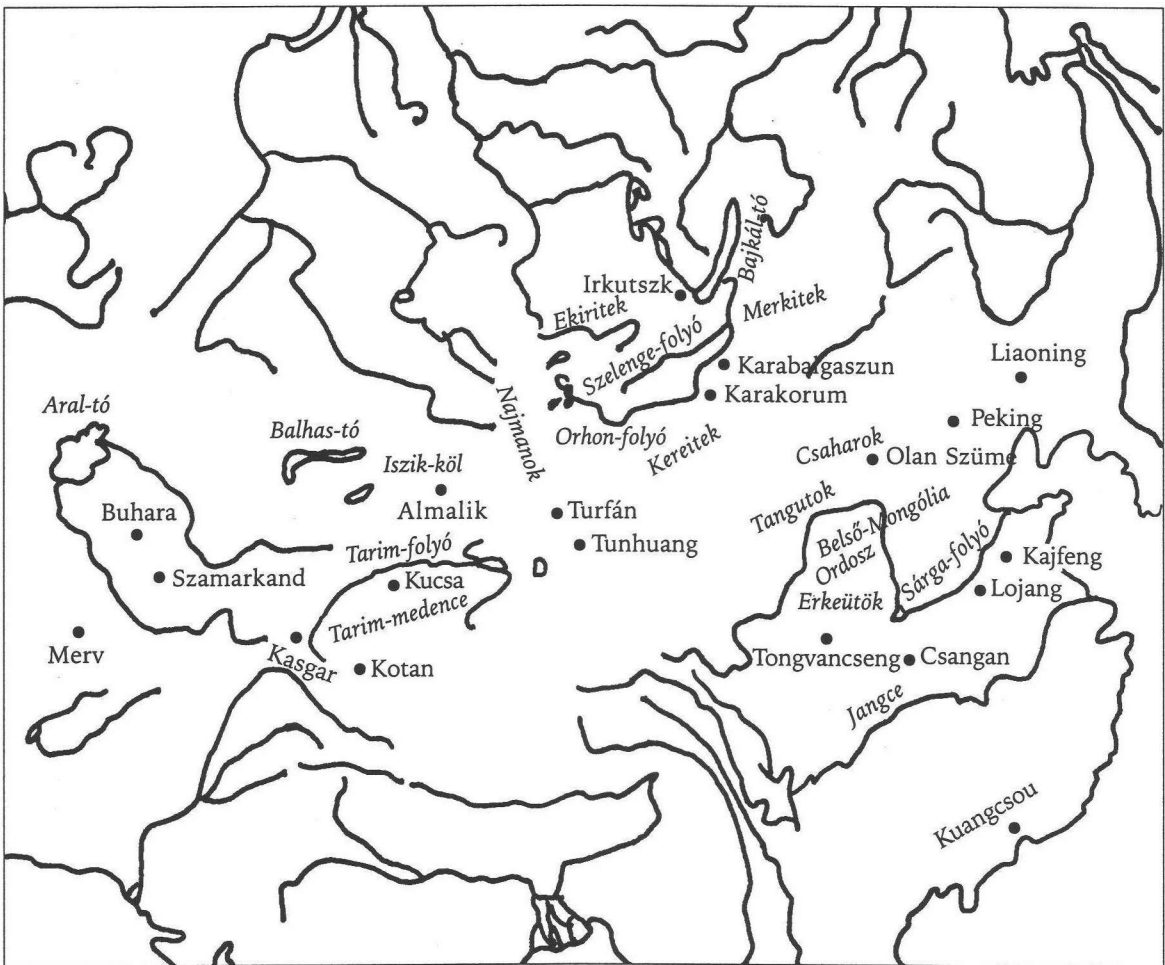 Bajkál-tó
Irkutszk
Ekiritek
Merkitek
Szelenge-folyó
Karabalgaszun
Karakorum
Liaoning
Aral-tó
Najmanok
Balhas-tó
Orhon-folyó
Kereitek
Csaharok
Peking
Olan Szüme
Iszik-köl
Almalik
Buhara
Turfán
Tangutok
Belső-Mongólia
Tarim-folyó
Tunhuang
Ordosz
Sárga-folyó
Kajfeng
Szamarkand
Kucsa
Erkeütök
Lojang
Tarim-medence
Merv
Kasgar
Kotan
Tongvancseng
Csangan
Jangce
Kuangcsou